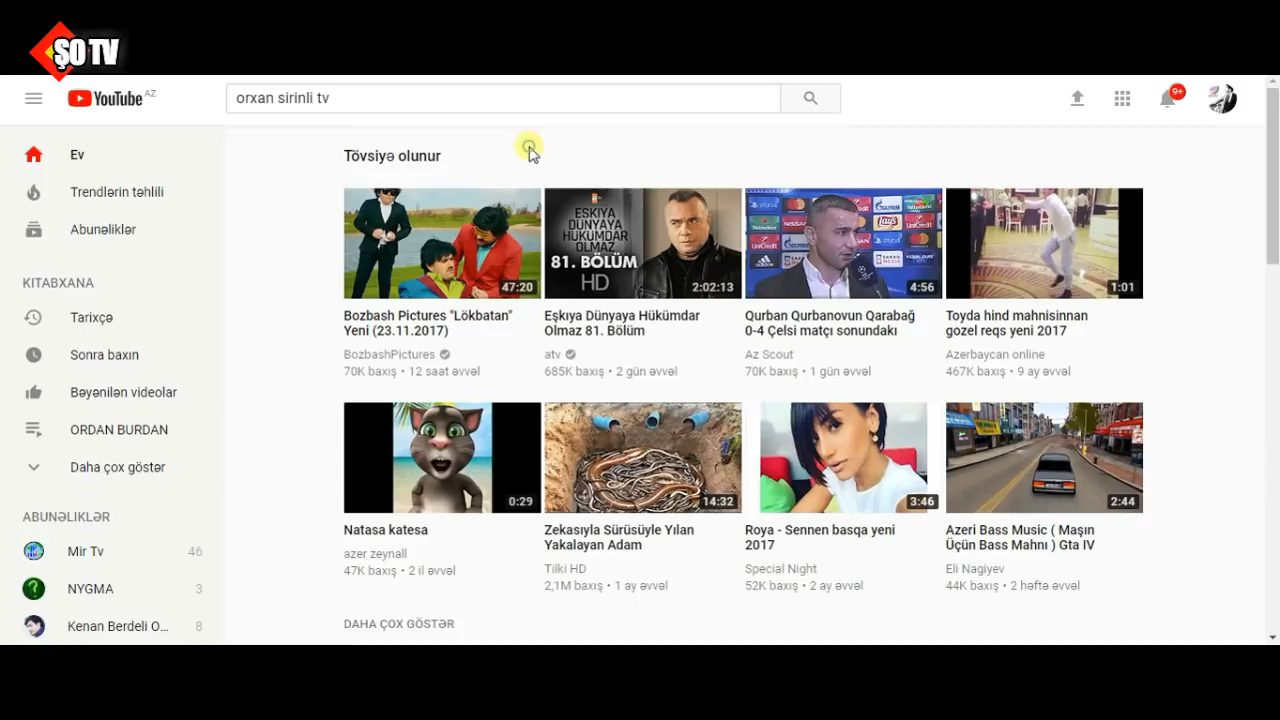 ŞO TV
YouTube AZ
orxan sirinli tv
9+
Ev
Trendlərin təhlili
Abunəliklər
KITABXANA
Tarixçə
Sonra baxın
Bəyənilən videolar
ORDAN BURDAN
Daha çox göstər
ABUNƏLIKLƏR
Mir Tv 46
NYGMA 3
Kenan Berdeli O... 8
Tövsiyə olunur
47:20
Bozbash Pictures "Lökbatan"
Yeni (23.11.2017)
BozbashPictures
70K baxış • 12 saat əvvəl
ESKIYA
DÜNYAYA
HÜKÜMDAR
OLMAZ
81. BÖLÜM
HD
2:02:13
Eşkıya Dünyaya Hükümdar
Olmaz 81. Bölüm
atv
685K baxış • 2 gün əvvəl
4:56
Qurban Qurbanovun Qarabağ
0-4 Çelsi matçı sonundakı
Az Scout
70K baxış • 1 gün əvvəl
1:01
Toyda hind mahnisinnan
gozel reqs yeni 2017
Azerbaycan online
467K baxış • 9 ay əvvəl
0:29
Natasa katesa
azer zeynall
47K baxış • 2 il əvvəl
14:32
Zekasıyla Sürüsüyle Yılan
Yakalayan Adam
Tilki HD
2,1M baxış • 1 ay əvvəl
3:46
Roya - Sennen basqa yeni
2017
Special Night
52K baxış • 2 ay əvvəl
2:44
Azeri Bass Music ( Maşın
Üçün Bass Mahnı ) Gta IV
Eli Nagiyev
44K baxış • 2 həftə əvvəl
DAHA ÇOX GÖSTƏR